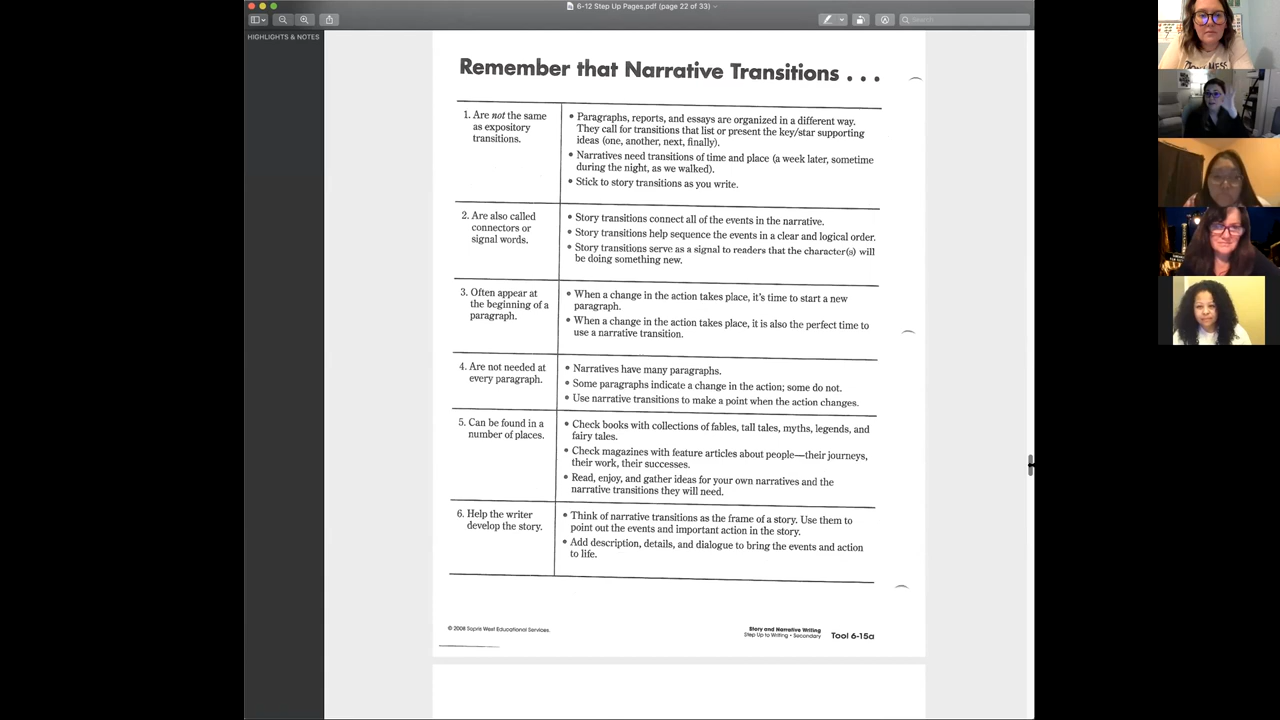 6-12 Step Up Pages.pdf (page 22 of 33)
Search
HIGHLIGHTS & NOTES
Remember that Narrative Transitions . . .
1. Are not the same
as expository
transitions.
• Paragraphs, reports, and essays are organized in a different way.
They call for transitions that list or present the key/star supporting
ideas (one, another, next, finally).
• Narratives need transitions of time and place (a week later, sometime
during the night, as we walked).
• Stick to story transitions as you write.
2. Are also called
connectors or
signal words.
• Story transitions connect all of the events in the narrative.
• Story transitions help sequence the events in a clear and logical order.
• Story transitions serve as a signal to readers that the character(s) will
be doing something new.
3. Often appear at
the beginning of a
paragraph.
• When a change in the action takes place, it's time to start a new
paragraph.
• When a change in the action takes place, it is also the perfect time to
use a narrative transition.
4. Are not needed at
every paragraph.
• Narratives have many paragraphs.
• Some paragraphs indicate a change in the action; some do not.
• Use narrative transitions to make a point when the action changes.
5. Can be found in a
number of places.
• Check books with collections of fables, tall tales, myths, legends, and
fairy tales.
• Check magazines with feature articles about people—their journeys,
their work, their successes.
• Read, enjoy, and gather ideas for your own narratives and the
narrative transitions they will need.
6. Help the writer
develop the story.
• Think of narrative transitions as the frame of a story. Use them to
point out the events and important action in the story.
• Add description, details, and dialogue to bring the events and action
to life.
© 2008 Sopris West Educational Services.
Story and Narrative Writing
Step Up to Writing • Secondary
Tool 6-15a